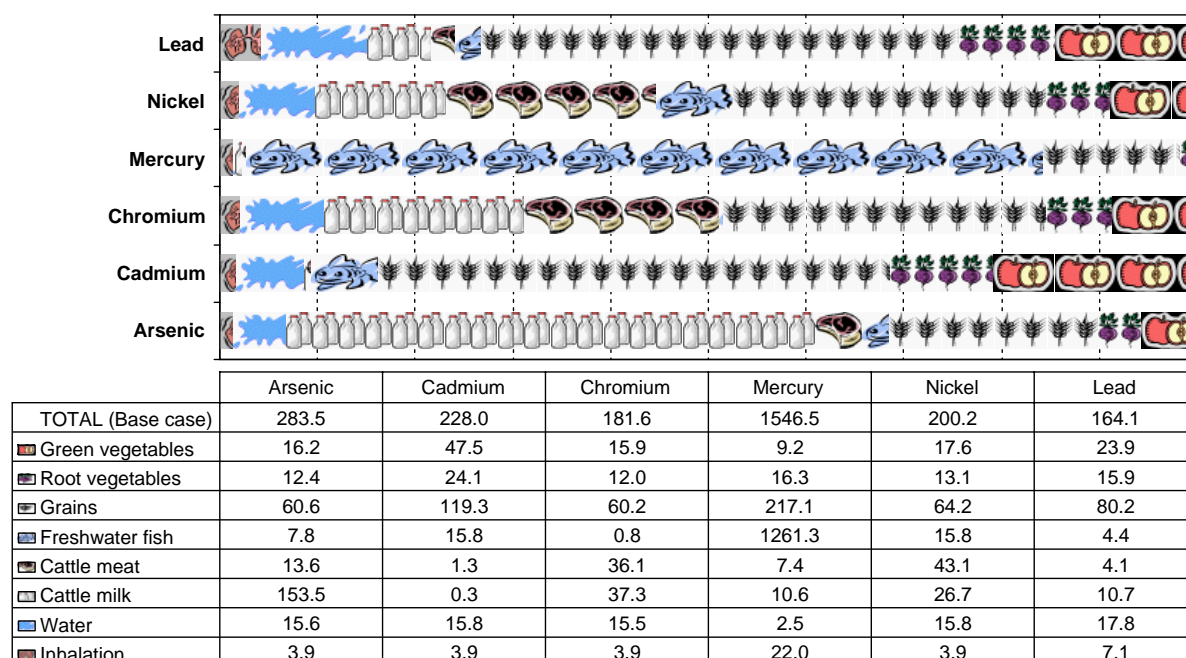 Lead
Nickel
Mercury
Chromium
Cadmium
Arsenic
Arsenic Cadmium Chromium Mercury Nickel Lead
TOTAL (Base case) 283.5 228.0 181.6 1546.5 200.2 164.1
Green vegetables 16.2 47.5 15.9 9.2 17.6 23.9
Root vegetables 12.4 24.1 12.0 16.3 13.1 15.9
Grains 60.6 119.3 60.2 217.1 64.2 80.2
Freshwater fish 7.8 15.8 0.8 1261.3 15.8 4.4
Cattle meat 13.6 1.3 36.1 7.4 43.1 4.1
Cattle milk 153.5 0.3 37.3 10.6 26.7 10.7
Water 15.6 15.8 15.5 2.5 15.8 17.8
Inhalation 3.9 3.9 3.9 22.0 3.9 7.1